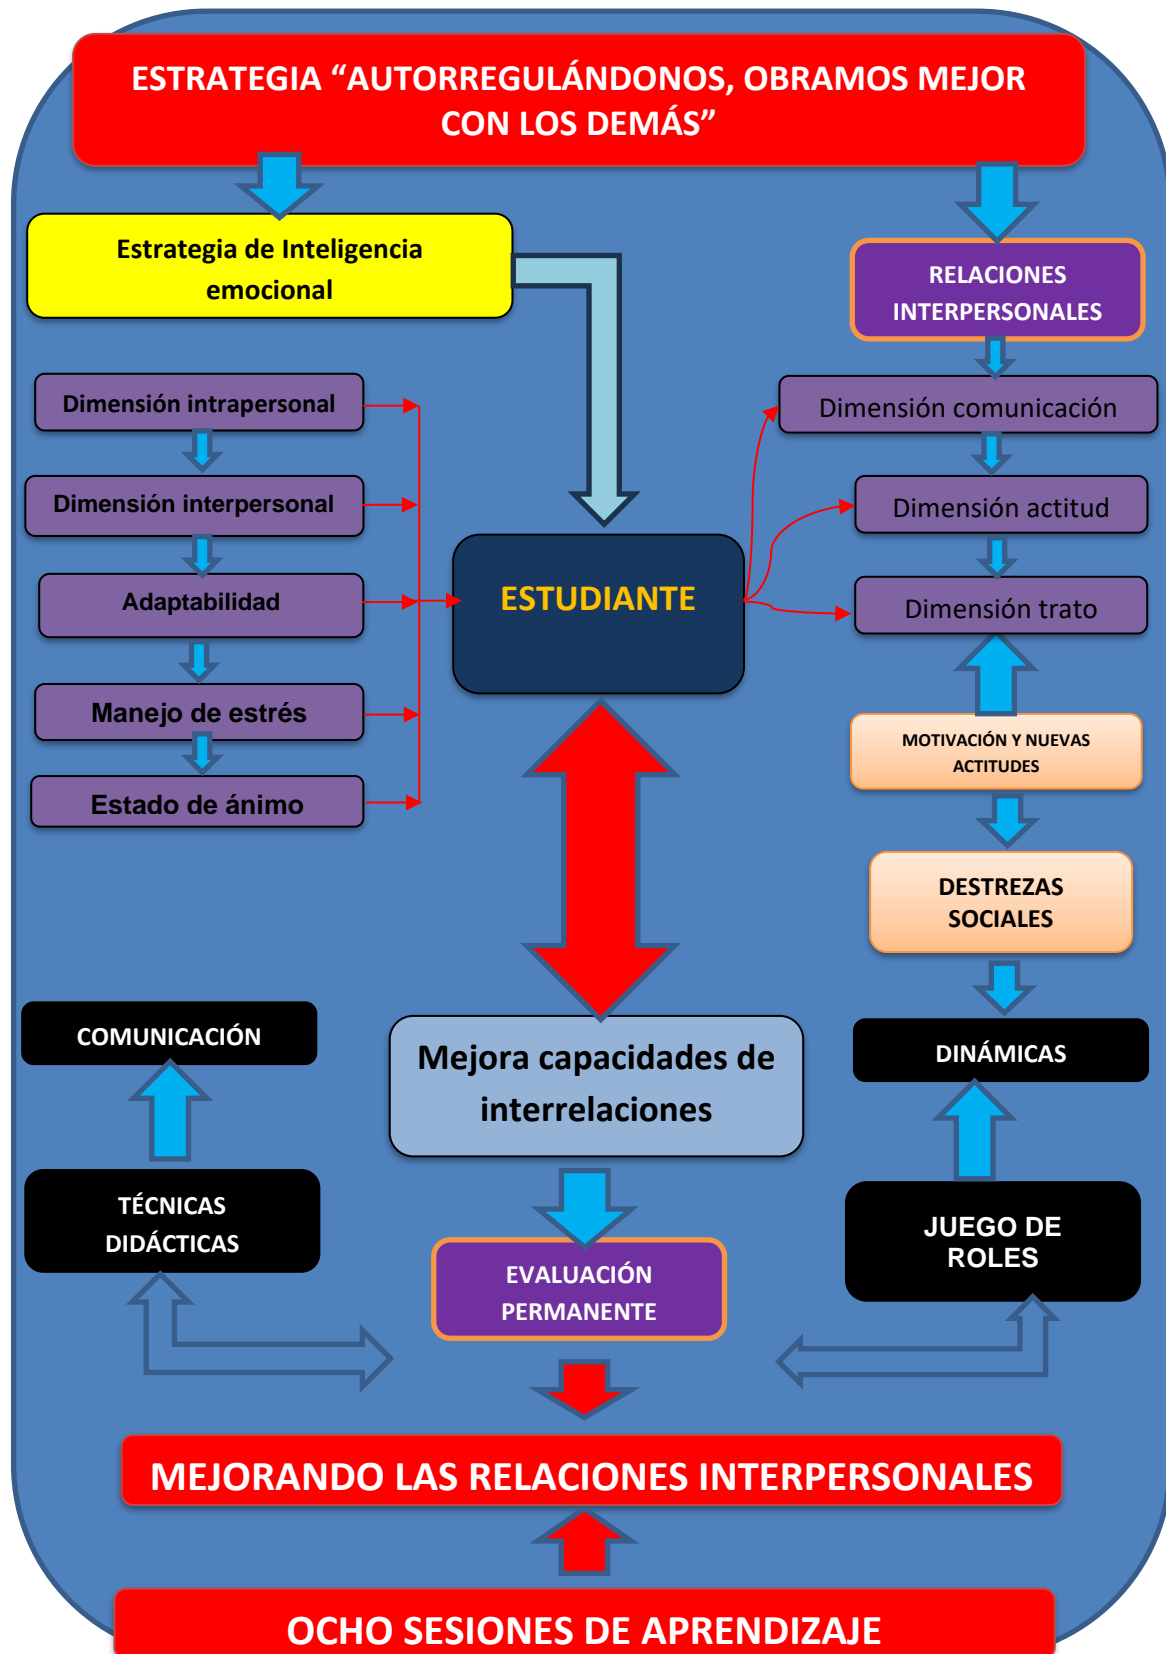 ESTRATEGIA “AUTORREGULÁNDONOS, OBRAMOS MEJOR
CON LOS DEMÁS”
Estrategia de Inteligencia
emocional
RELACIONES
INTERPERSONALES
Dimensión intrapersonal
Dimensión interpersonal
Adaptabilidad
Manejo de estrés
Estado de ánimo
ESTUDIANTE
Dimensión comunicación
Dimensión actitud
Dimensión trato
MOTIVACIÓN Y NUEVAS
ACTITUDES
DESTREZAS
SOCIALES
COMUNICACIÓN
Mejora capacidades de
interrelaciones
DINÁMICAS
TÉCNICAS
DIDÁCTICAS
JUEGO DE
ROLES
EVALUACIÓN
PERMANENTE
MEJORANDO LAS RELACIONES INTERPERSONALES
OCHO SESIONES DE APRENDIZAJE